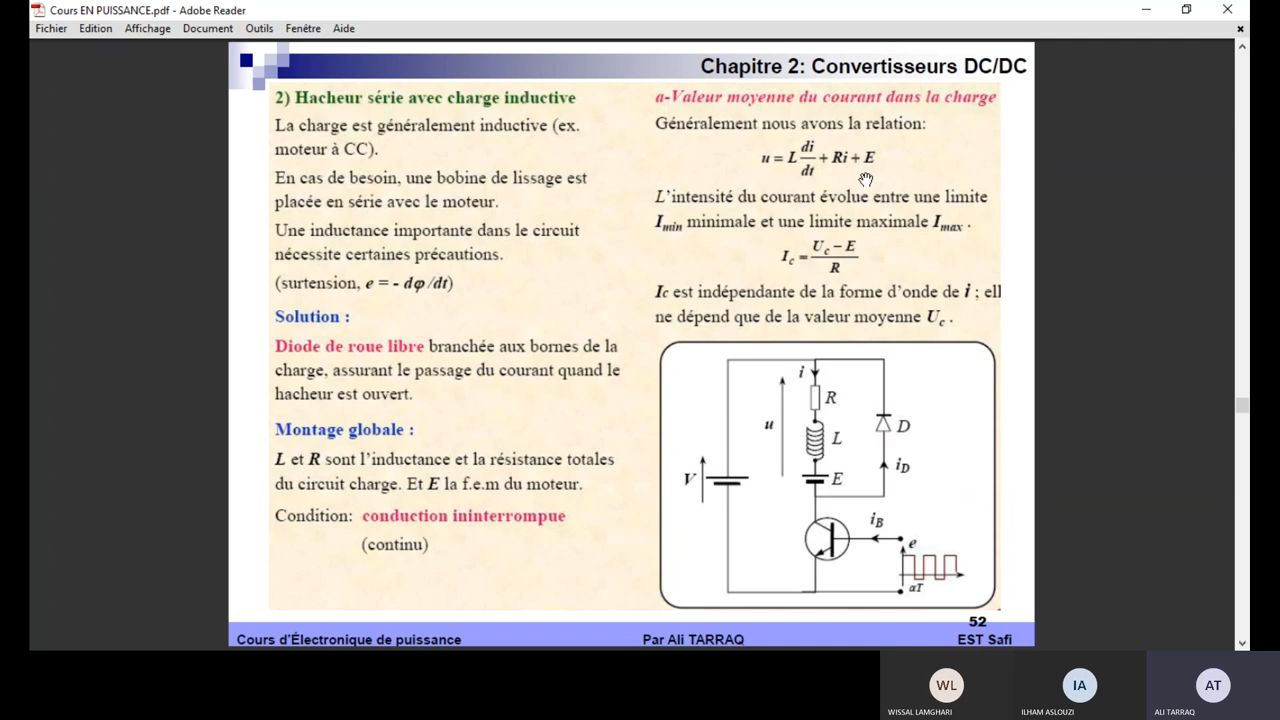 Cours EN PUISSANCE.pdf - Adobe Reader
Fichier Edition Affichage Document Outils Fenêtre Aide
Chapitre 2: Convertisseurs DC/DC
2) Hacheur série avec charge inductive
La charge est généralement inductive (ex.
moteur à CC).
En cas de besoin, une bobine de lissage est
placée en série avec le moteur.
Une inductance importante dans le circuit
nécessite certaines précautions.
(surtension, e = - dφ/dt)
Solution :
Diode de roue libre branchée aux bornes de la
charge, assurant le passage du courant quand le
hacheur est ouvert.
Montage globale :
L et R sont l'inductance et la résistance totales
du circuit charge. Et E la f.e.m du moteur.
Condition: conduction ininterrompue
(continu)
a-Valeur moyenne du courant dans la charge
Généralement nous avons la relation:
u = L di/dt + Ri + E
L'intensité du courant évolue entre une limite
Imin minimale et une limite maximale Imax .
Ic = Uc – E / R
Ic est indépendante de la forme d'onde de i ; ell
ne dépend que de la valeur moyenne Uc .
i
R
u
L
D
iD
V
E
iB
e
αT
52
Cours d'Électronique de puissance Par Ali TARRAQ EST Safi
WL IA AT
WISSAL LAMGHARI ILHAM ASLOUZI ALI TARRAQ